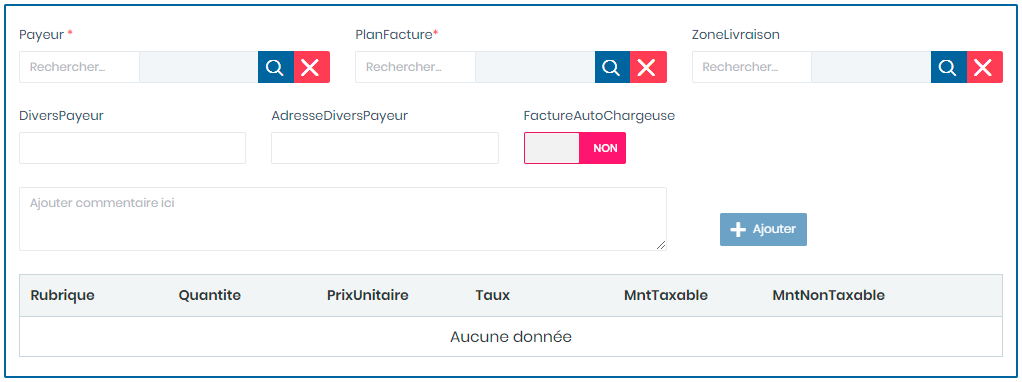 Payeur * PlanFacture* ZoneLivraison
Rechercher... Rechercher... Rechercher...
DiversPayeur AdresseDiversPayeur FactureAutoChargeuse
NON
Ajouter commentaire ici
Ajouter
Rubrique Quantite PrixUnitaire Taux MntTaxable MntNonTaxable
Aucune donnée